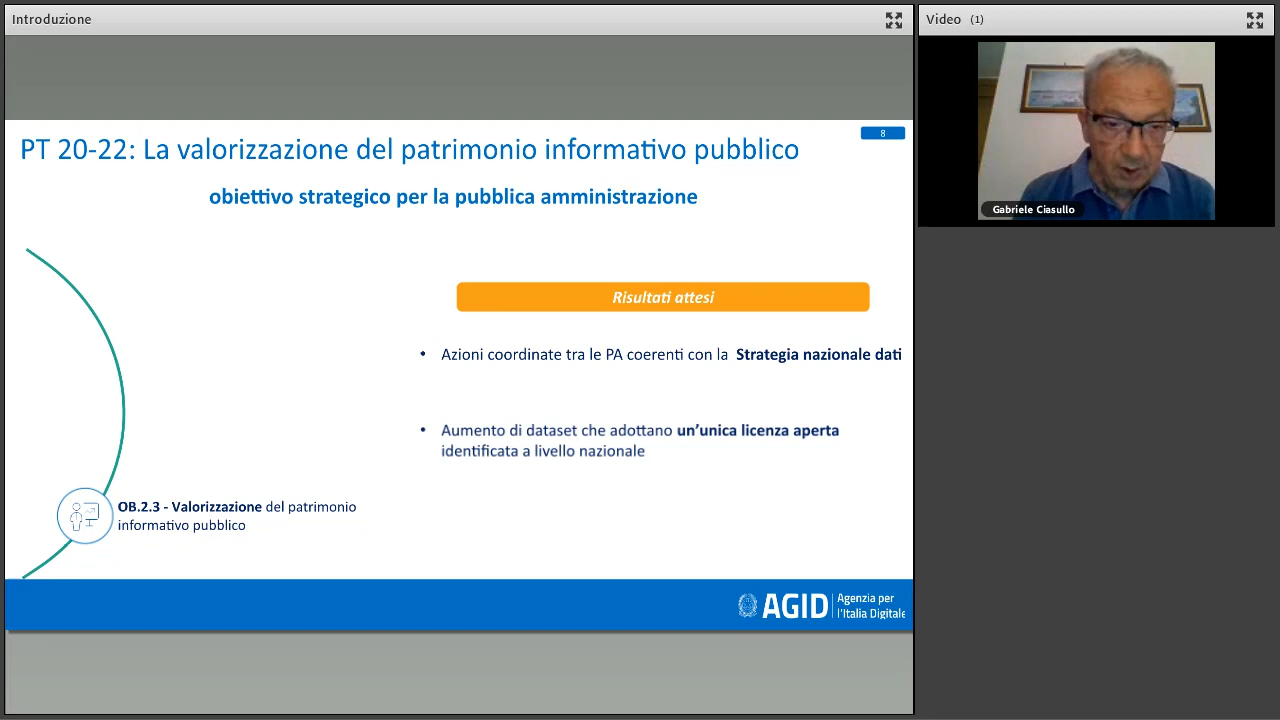 Introduzione
Video (1)
8
PT 20-22: La valorizzazione del patrimonio informativo pubblico
obiettivo strategico per la pubblica amministrazione
Risultati attesi
• Azioni coordinate tra le PA coerenti con la Strategia nazionale dati
• Aumento di dataset che adottano un’unica licenza aperta
identificata a livello nazionale
OB.2.3 - Valorizzazione del patrimonio
informativo pubblico
AGID Agenzia per
l'Italia Digitale
Gabriele Ciasullo